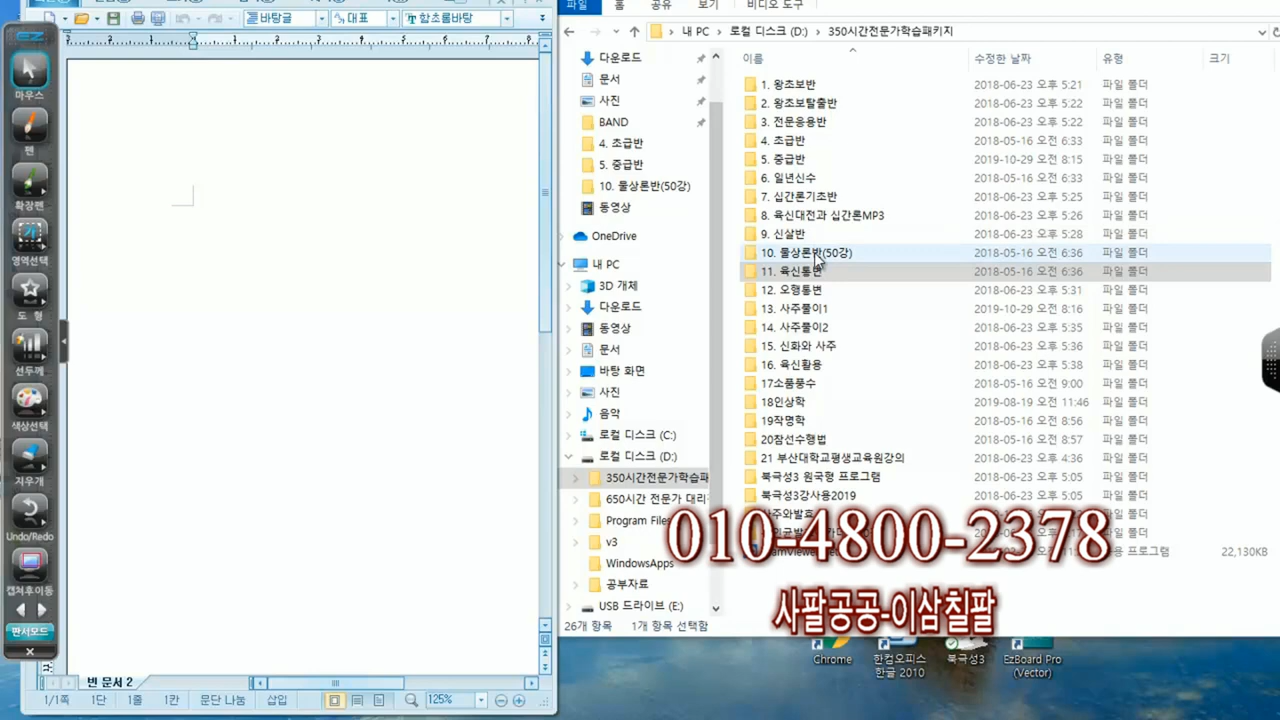 바탕글 대표 함초롬바탕
마우스
펜
확장펜
영역선택
도 형
선두께
색상선택
지우개
Undo/Redo
캡쳐후이동
판서모드
빈 문서 2
1/1쪽 1단 1줄 1칸 문단 나눔 삽입 125%
파일 홈 공유 보기 비디오 도구
내 PC > 로컬 디스크 (D:) > 350시간전문가학습패키지
다운로드
문서
사진
BAND
4. 초급반
5. 중급반
10. 물상론반(50강)
동영상
OneDrive
내 PC
3D 개체
다운로드
동영상
문서
바탕 화면
사진
음악
로컬 디스크 (C:)
로컬 디스크 (D:)
350시간전문가학습패
650시간 전문가 대리
Program Files
v3
WindowsApps
공부자료
USB 드라이브 (E:)
이름 수정한 날짜 유형 크기
1. 왕초보반 2018-06-23 오후 5:21 파일 폴더
2. 왕초보탈출반 2018-06-23 오후 5:22 파일 폴더
3. 전문응용반 2018-06-23 오후 5:22 파일 폴더
4. 초급반 2018-05-16 오전 6:33 파일 폴더
5. 중급반 2019-10-29 오전 8:15 파일 폴더
6. 일년신수 2018-05-16 오전 6:33 파일 폴더
7. 십간론기초반 2018-06-23 오후 5:25 파일 폴더
8. 육신대전과 십간론MP3 2018-06-23 오후 5:26 파일 폴더
9. 신살반 2018-06-23 오후 5:28 파일 폴더
10. 물상론반(50강) 2018-05-16 오전 6:36 파일 폴더
11. 육신통변 2018-05-16 오전 6:36 파일 폴더
12. 오행통변 2018-06-23 오후 5:31 파일 폴더
13. 사주풀이1 2019-10-29 오전 8:16 파일 폴더
14. 사주풀이2 2018-06-23 오후 5:35 파일 폴더
15. 신화와 사주 2018-06-23 오후 5:35 파일 폴더
16. 육신활용 2018-06-23 오후 5:38 파일 폴더
17소품풍수 2018-05-16 오전 9:00 파일 폴더
18인상학 2019-08-19 오전 11:46 파일 폴더
19작명학 2018-05-16 오전 8:56 파일 폴더
20참선수행법 2018-05-16 오전 8:57 파일 폴더
21 부산대학교평생교육원강의 2018-06-23 오후 4:36 파일 폴더
북극성3 원국형 프로그램 2018-06-23 오후 5:05 파일 폴더
북극성3강사용2019 2018-06-23 오후 5:05 파일 폴더
22,130KB
26개 항목 1개 항목 선택함
010-4800-2378
사팔공공-이삼칠팔
Chrome
한컴오피스 한글 2010
북극성3
EzBoard Pro (Vector)